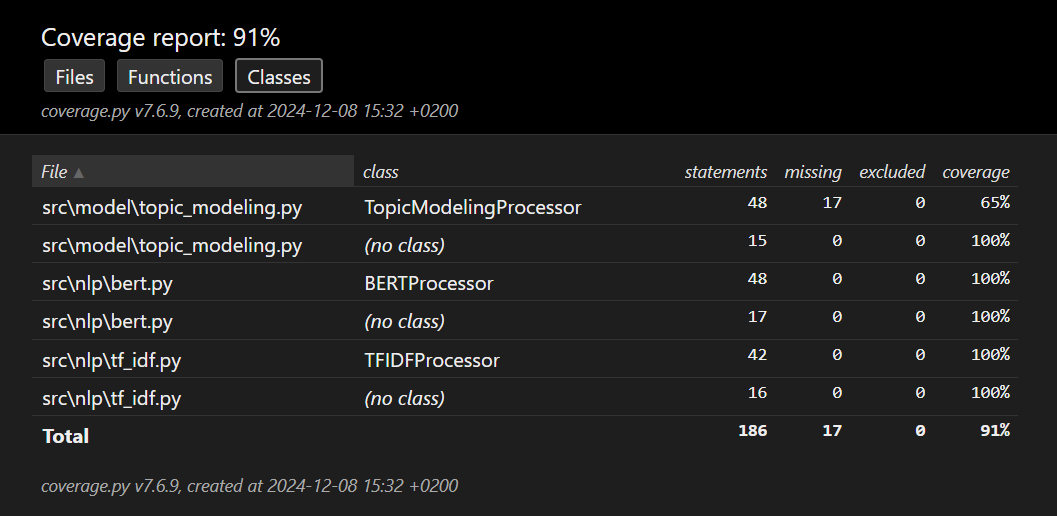 Coverage report: 91%
Files Functions Classes
coverage.py v7.6.9, created at 2024-12-08 15:32 +0200
File ▲ class statements missing excluded coverage
src\model\topic_modeling.py TopicModelingProcessor 48 17 0 65%
src\model\topic_modeling.py (no class) 15 0 0 100%
src\nlp\bert.py BERTProcessor 48 0 0 100%
src\nlp\bert.py (no class) 17 0 0 100%
src\nlp\tf_idf.py TFIDFProcessor 42 0 0 100%
src\nlp\tf_idf.py (no class) 16 0 0 100%
Total 186 17 0 91%
coverage.py v7.6.9, created at 2024-12-08 15:32 +0200